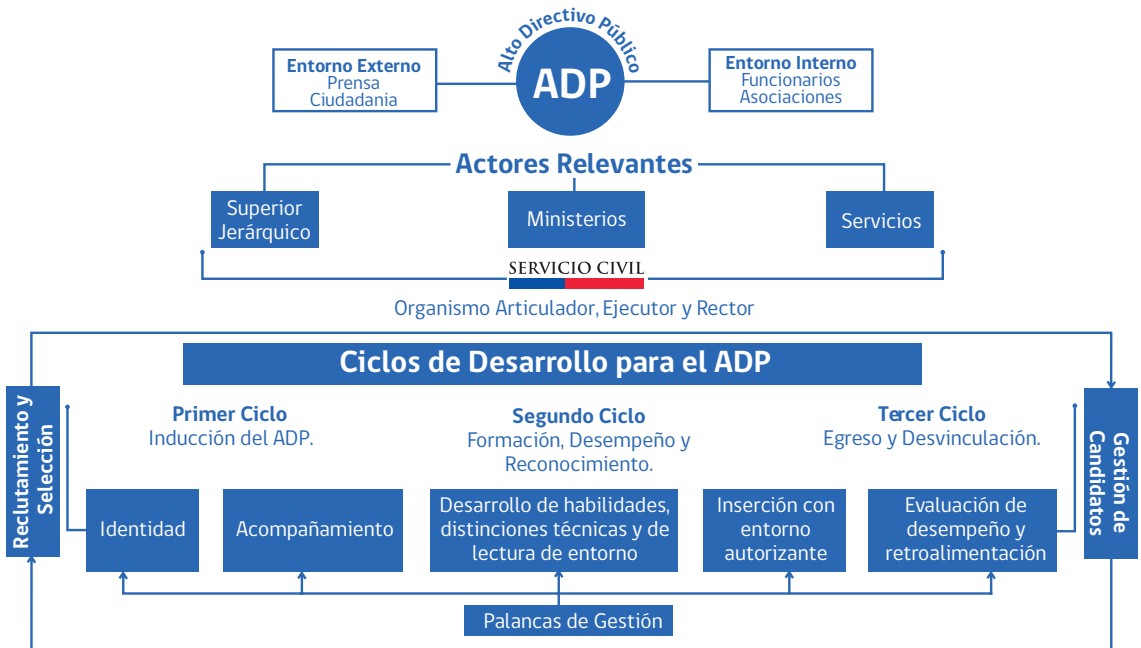 Alto Directivo Público
ADP
Entorno Externo
Prensa
Ciudadania
Entorno Interno
Funcionarios
Asociaciones
Actores Relevantes
Superior
Jerárquico
Ministerios
Servicios
SERVICIO CIVIL
Organismo Articulador, Ejecutor y Rector
Ciclos de Desarrollo para el ADP
Reclutamiento y
Selección
Primer Ciclo
Inducción del ADP.
Segundo Ciclo
Formación, Desempeño y
Reconocimiento.
Tercer Ciclo
Egreso y Desvinculación.
Gestión de
Candidatos
Identidad
Acompañamiento
Desarrollo de habilidades,
distinciones técnicas y de
lectura de entorno
Inserción con
entorno
autorizante
Evaluación de
desempeño y
retroalimentación
Palancas de Gestión